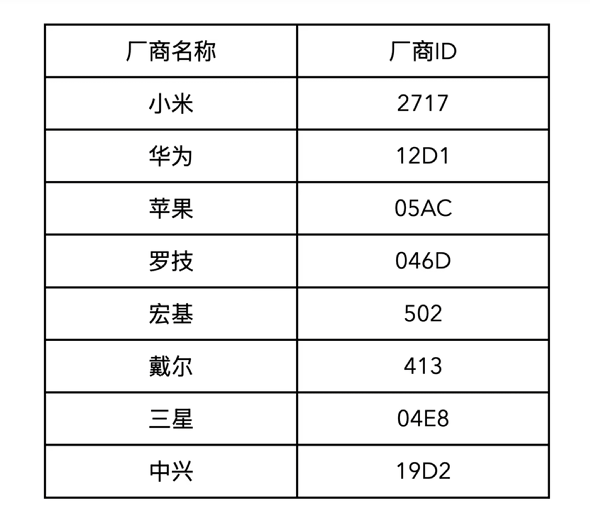 厂商名称 厂商ID
小米 2717
华为 12D1
苹果 05AC
罗技 046D
宏基 502
戴尔 413
三星 04E8
中兴 19D2